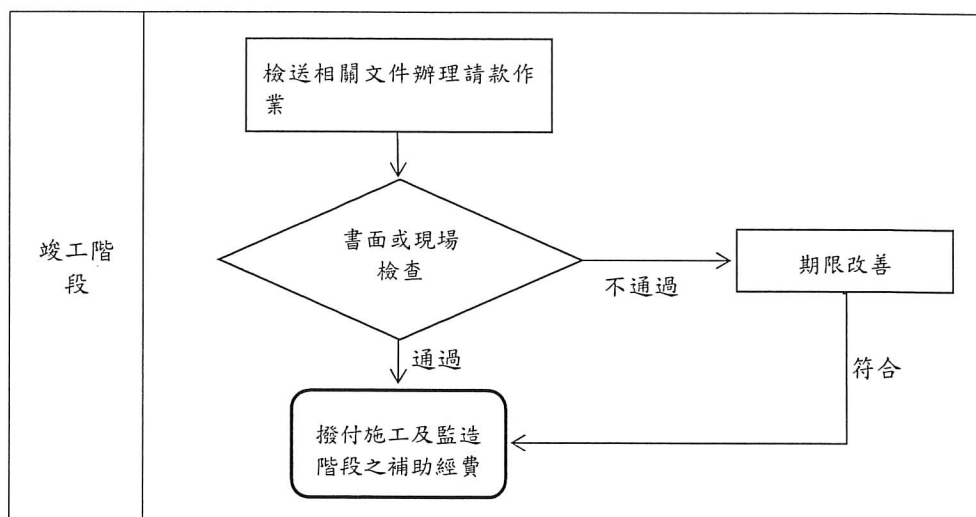 檢送相關文件辦理請款作
業
書面或現場
檢查
竣工階
段
不通過
期限改善
通過
符合
撥付施工及監造
階段之補助經費